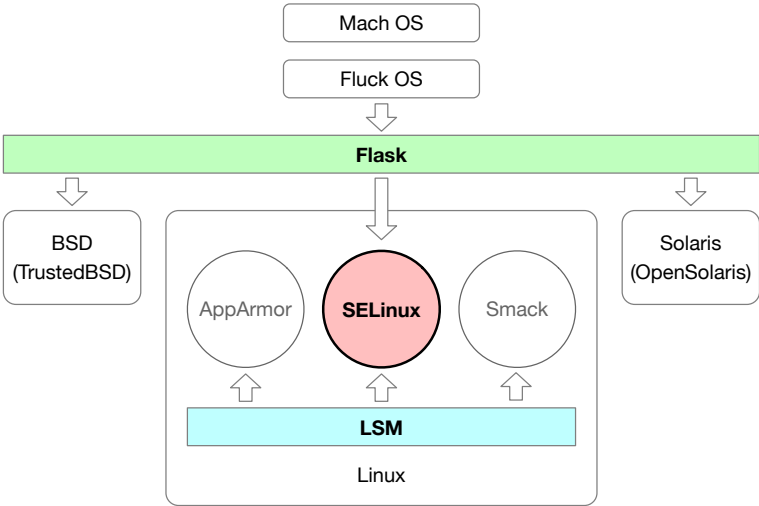 Mach OS
Fluck OS
Flask
BSD
(TrustedBSD)
Solaris
(OpenSolaris)
AppArmor
SELinux
Smack
LSM
Linux